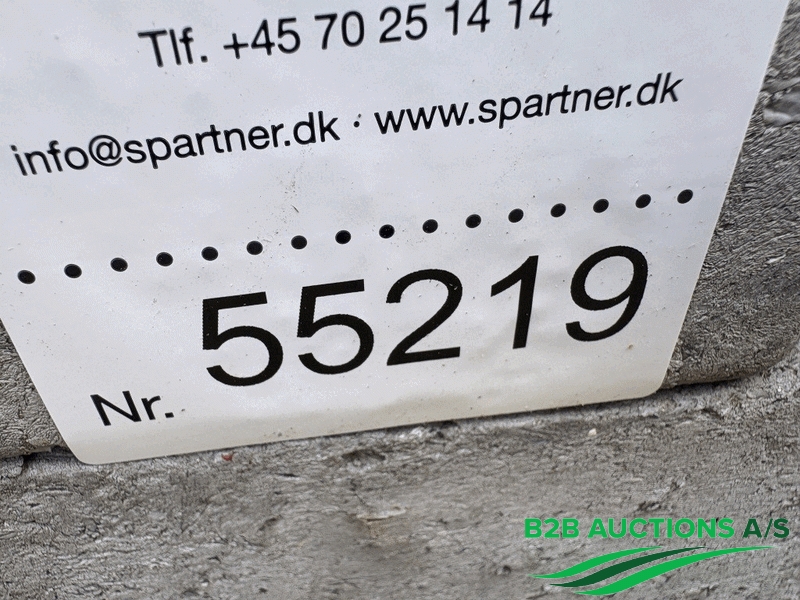 Tlf. +45 70 25 14 14
info@spartner.dk · www.spartner.dk
Nr. 55219
B2B AUCTIONS A/S